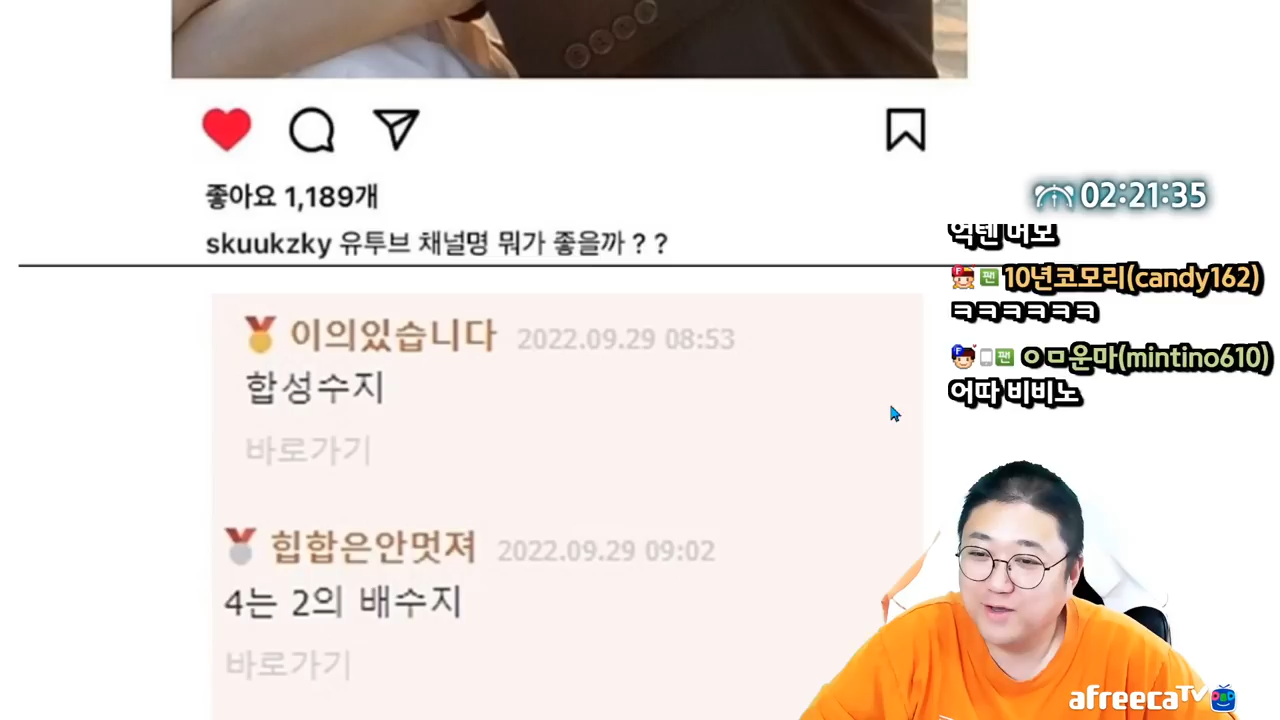 좋아요 1,189개
skuukzky 유투브 채널명 뭐가 좋을까 ? ?
이의있습니다 2022.09.29 08:53
합성수지
바로가기
힙합은안멋져 2022.09.29 09:02
4는 2의 배수지
바로가기
02:21:35
F 팬 10년코모리(candy162)
ㅋㅋㅋㅋㅋㅋ
F 팬 ㅇㅁ운마(mintino610)
어따 비비노
afreecaTV